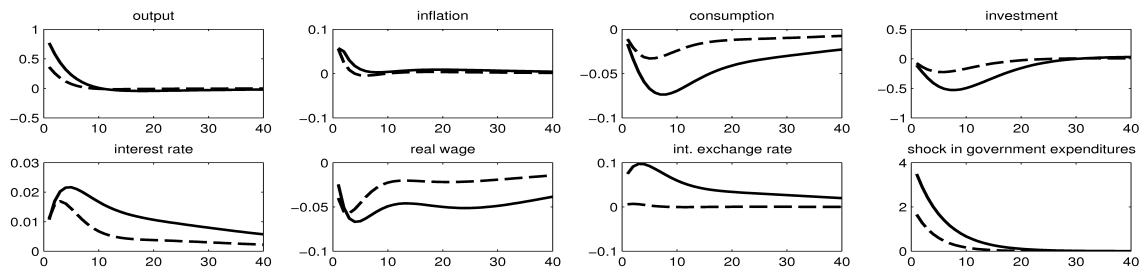 output
inflation
consumption
investment
1
0.5
0
−0.5
0 10 20 30 40
0.1
0
−0.1
0 10 20 30 40
0
−0.05
−0.1
0 10 20 30 40
0.5
0
−0.5
−1
0 10 20 30 40
interest rate
real wage
int. exchange rate
shock in government expenditures
0.03
0.02
0.01
0
0 10 20 30 40
0
−0.05
−0.1
0 10 20 30 40
0.1
0
−0.1
0 10 20 30 40
4
2
0
0 10 20 30 40